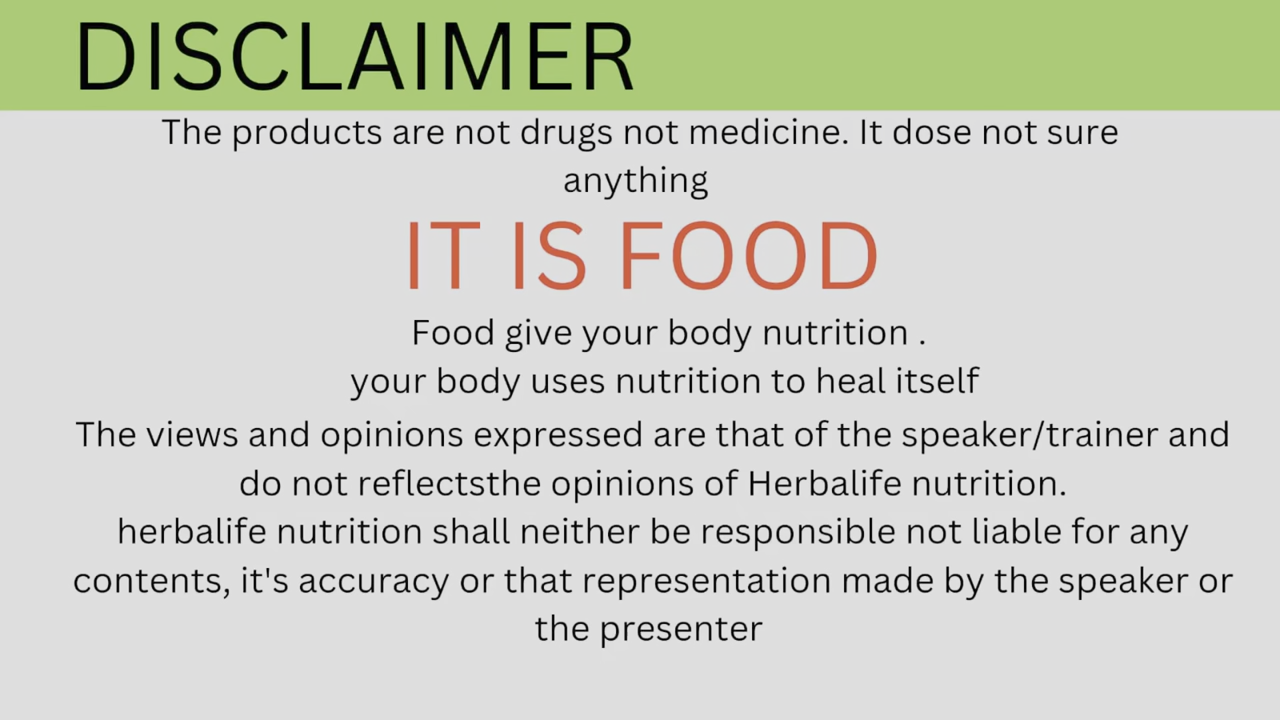 DISCLAIMER
The products are not drugs not medicine. It dose not sure
anything
IT IS FOOD
Food give your body nutrition .
your body uses nutrition to heal itself
The views and opinions expressed are that of the speaker/trainer and
do not reflectsthe opinions of Herbalife nutrition.
herbalife nutrition shall neither be responsible not liable for any
contents, it's accuracy or that representation made by the speaker or
the presenter